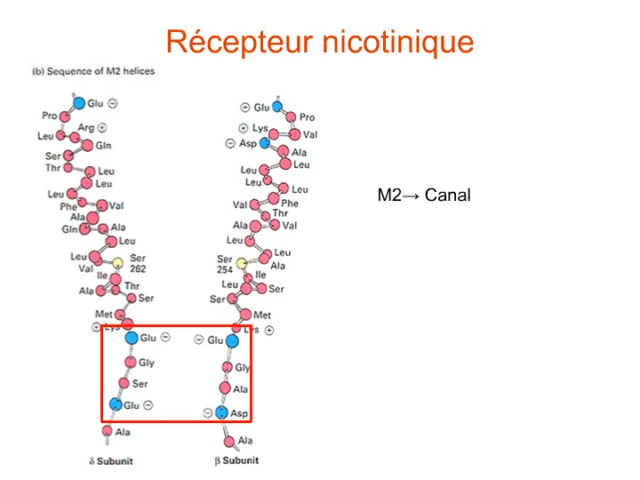 Récepteur nicotinique
(b) Sequence of M2 helices
Glu ⊖
Pro
Arg ⊕
Leu
Gln
Ser
Thr
Leu
Leu
Leu
Phe
Val
Ala
Gln
Ala
Leu
Leu
Ser
262
Val
Ile
Thr
Ala
Ser
Met
⊕ Lys
Glu ⊖
Gly
Ser
Glu ⊖
Ala
δ Subunit
⊖ Glu
Pro
⊕ Lys
Val
⊖ Asp
Ala
Leu
Leu
Leu
Leu
Val
Phe
Thr
Ala
Val
Leu
Leu
Ser
254
Ala
Ile
Leu
Ser
Ser
Met
Lys ⊕
⊖ Glu
Gly
Ala
⊖ Asp
Ala
β Subunit
M2→ Canal